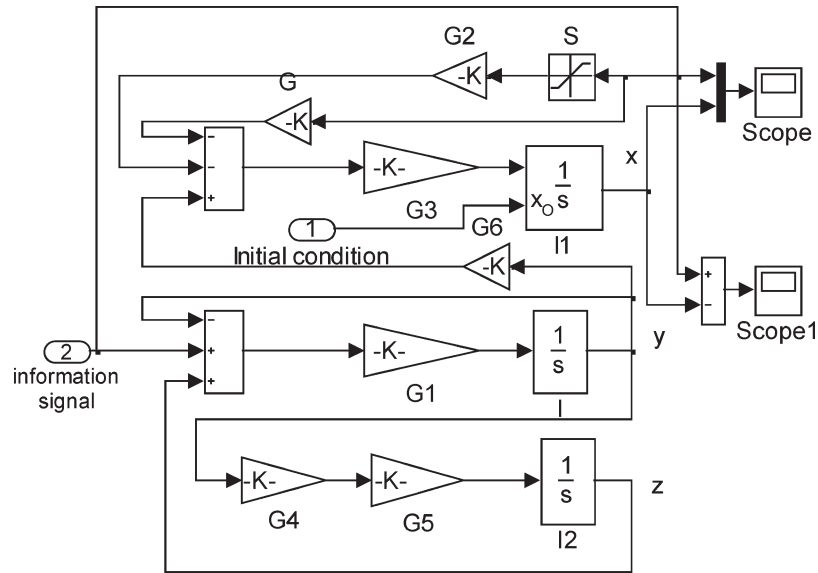 G2
S
-K
G
-K
Scope
-
-
+
-K-
G3
1
s
xO
I1
x
1
Initial condition
G6
-K
+
-
Scope1
y
-
+
+
2
information
signal
-K-
G1
1
s
I
-K-
G4
-K-
G5
1
s
I2
z